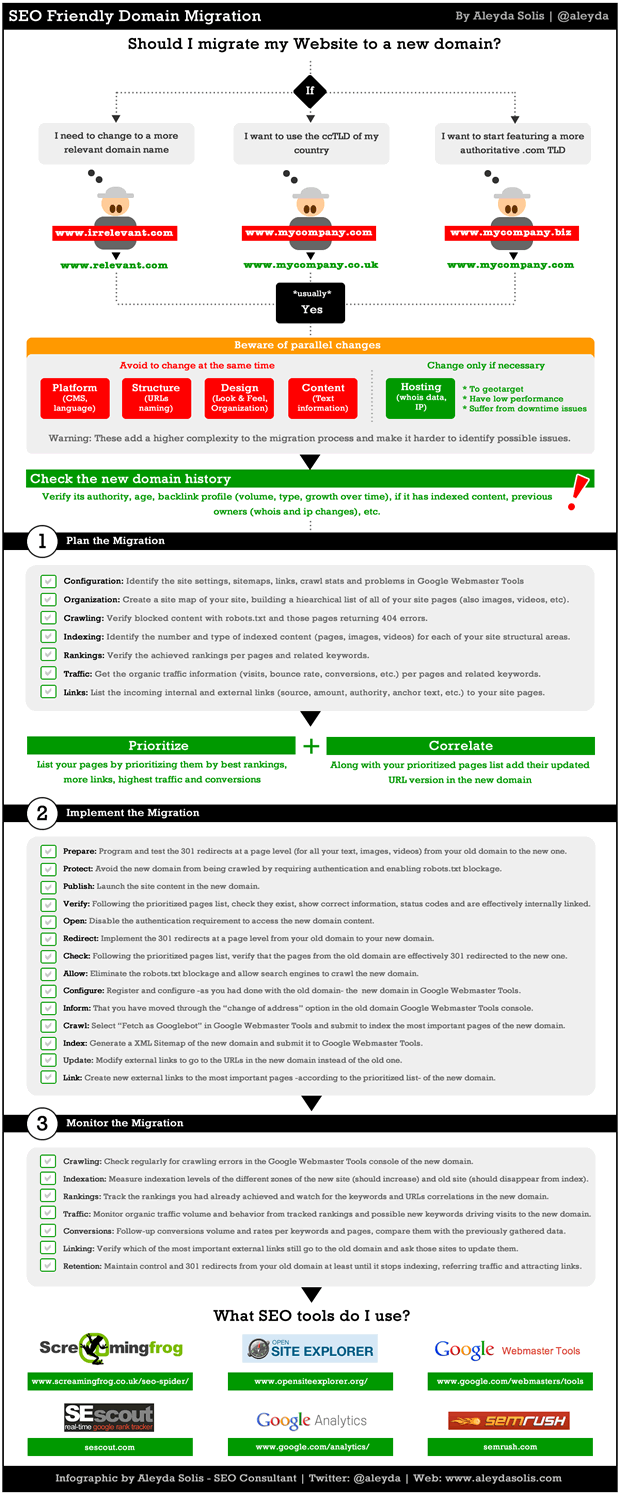 SEO Friendly Domain Migration
By Aleyda Solis | @aleyda
Should I migrate my Website to a new domain?
If
I need to change to a more
relevant domain name
I want to use the ccTLD of my
country
I want to start featuring a more
authoritative .com TLD
www.irrelevant.com
www.mycompany.com
www.mycompany.biz
www.relevant.com
www.mycompany.co.uk
www.mycompany.com
*usually*
Yes
Beware of parallel changes
Avoid to change at the same time
Change only if necessary
Platform
(CMS,
language)
Structure
(URLs
naming)
Design
(Look & Feel,
Organization)
Content
(Text
information)
Hosting
(whois data,
IP)
* To geotarget
* Have low performance
* Suffer from downtime issues
Warning: These add a higher complexity to the migration process and make it harder to identify possible issues.
Check the new domain history
!
Verify its authority, age, backlink profile (volume, type, growth over time), if it has indexed content, previous
owners (whois and ip changes), etc.
1 Plan the Migration
Configuration: Identify the site settings, sitemaps, links, crawl stats and problems in Google Webmaster Tools
Organization: Create a site map of your site, building a hiearchical list of all of your site pages (also images, videos, etc).
Crawling: Verify blocked content with robots.txt and those pages returning 404 errors.
Indexing: Identify the number and type of indexed content (pages, images, videos) for each of your site structural areas.
Rankings: Verify the achieved rankings per pages and related keywords.
Traffic: Get the organic traffic information (visits, bounce rate, conversions, etc.) per pages and related keywords.
Links: List the incoming internal and external links (source, amount, authority, anchor text, etc.) to your site pages.
Prioritize
+
Correlate
List your pages by prioritizing them by best rankings,
more links, highest traffic and conversions
Along with your prioritized pages list add their updated
URL version in the new domain
2 Implement the Migration
Prepare: Program and test the 301 redirects at a page level (for all your text, images, videos) from your old domain to the new one.
Protect: Avoid the new domain from being crawled by requiring authentication and enabling robots.txt blockage.
Publish: Launch the site content in the new domain.
Verify: Following the prioritized pages list, check they exist, show correct information, status codes and are effectively internally linked.
Open: Disable the authentication requirement to access the new domain content.
Redirect: Implement the 301 redirects at a page level from your old domain to your new domain.
Check: Following the prioritized pages list, verify that the pages from the old domain are effectively 301 redirected to the new one.
Allow: Eliminate the robots.txt blockage and allow search engines to crawl the new domain.
Configure: Register and configure -as you had done with the old domain- the new domain in Google Webmaster Tools.
Inform: That you have moved through the “change of address” option in the old domain Google Webmaster Tools console.
Crawl: Select “Fetch as Googlebot” in Google Webmaster Tools and submit to index the most important pages of the new domain.
Index: Generate a XML Sitemap of the new domain and submit it to Google Webmaster Tools.
Update: Modify external links to go to the URLs in the new domain instead of the old one.
Link: Create new external links to the most important pages -according to the prioritized list- of the new domain.
3 Monitor the Migration
Crawling: Check regularly for crawling errors in the Google Webmaster Tools console of the new domain.
Indexation: Measure indexation levels of the different zones of the new site (should increase) and old site (should disappear from index).
Rankings: Track the rankings you had already achieved and watch for the keywords and URLs correlations in the new domain.
Traffic: Monitor organic traffic volume and behavior from tracked rankings and possible new keywords driving visits to the new domain.
Conversions: Follow-up conversions volume and rates per keywords and pages, compare them with the previously gathered data.
Linking: Verify which of the most important external links still go to the old domain and ask those sites to update them.
Retention: Maintain control and 301 redirects from your old domain at least until it stops indexing, referring traffic and attracting links.
What SEO tools do I use?
Screamingfrog
OPEN
SITE EXPLORER
Google Webmaster Tools
www.screamingfrog.co.uk/seo-spider/
www.opensiteexplorer.org/
www.google.com/webmasters/tools
SEscout
real-time google rank tracker
Google Analytics
semrush
sescout.com
www.google.com/analytics/
semrush.com
Infographic by Aleyda Solis - SEO Consultant | Twitter: @aleyda | Web: www.aleydasolis.com